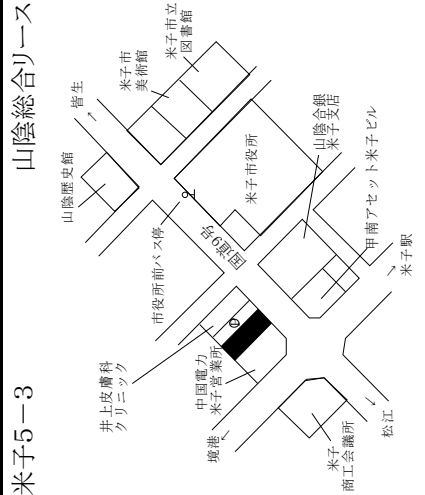 米子5－3
山陰総合リース
皆生
米子市
美術館
米子市立
図書館
山陰歴史館
市役所前バス停
国道9号
米子市役所
山陰合銀
米子支店
甲南アセット米子ビル
米子駅
井上皮膚科
クリニック
中国電力
米子営業所
境港
米子
商工会議所
松江